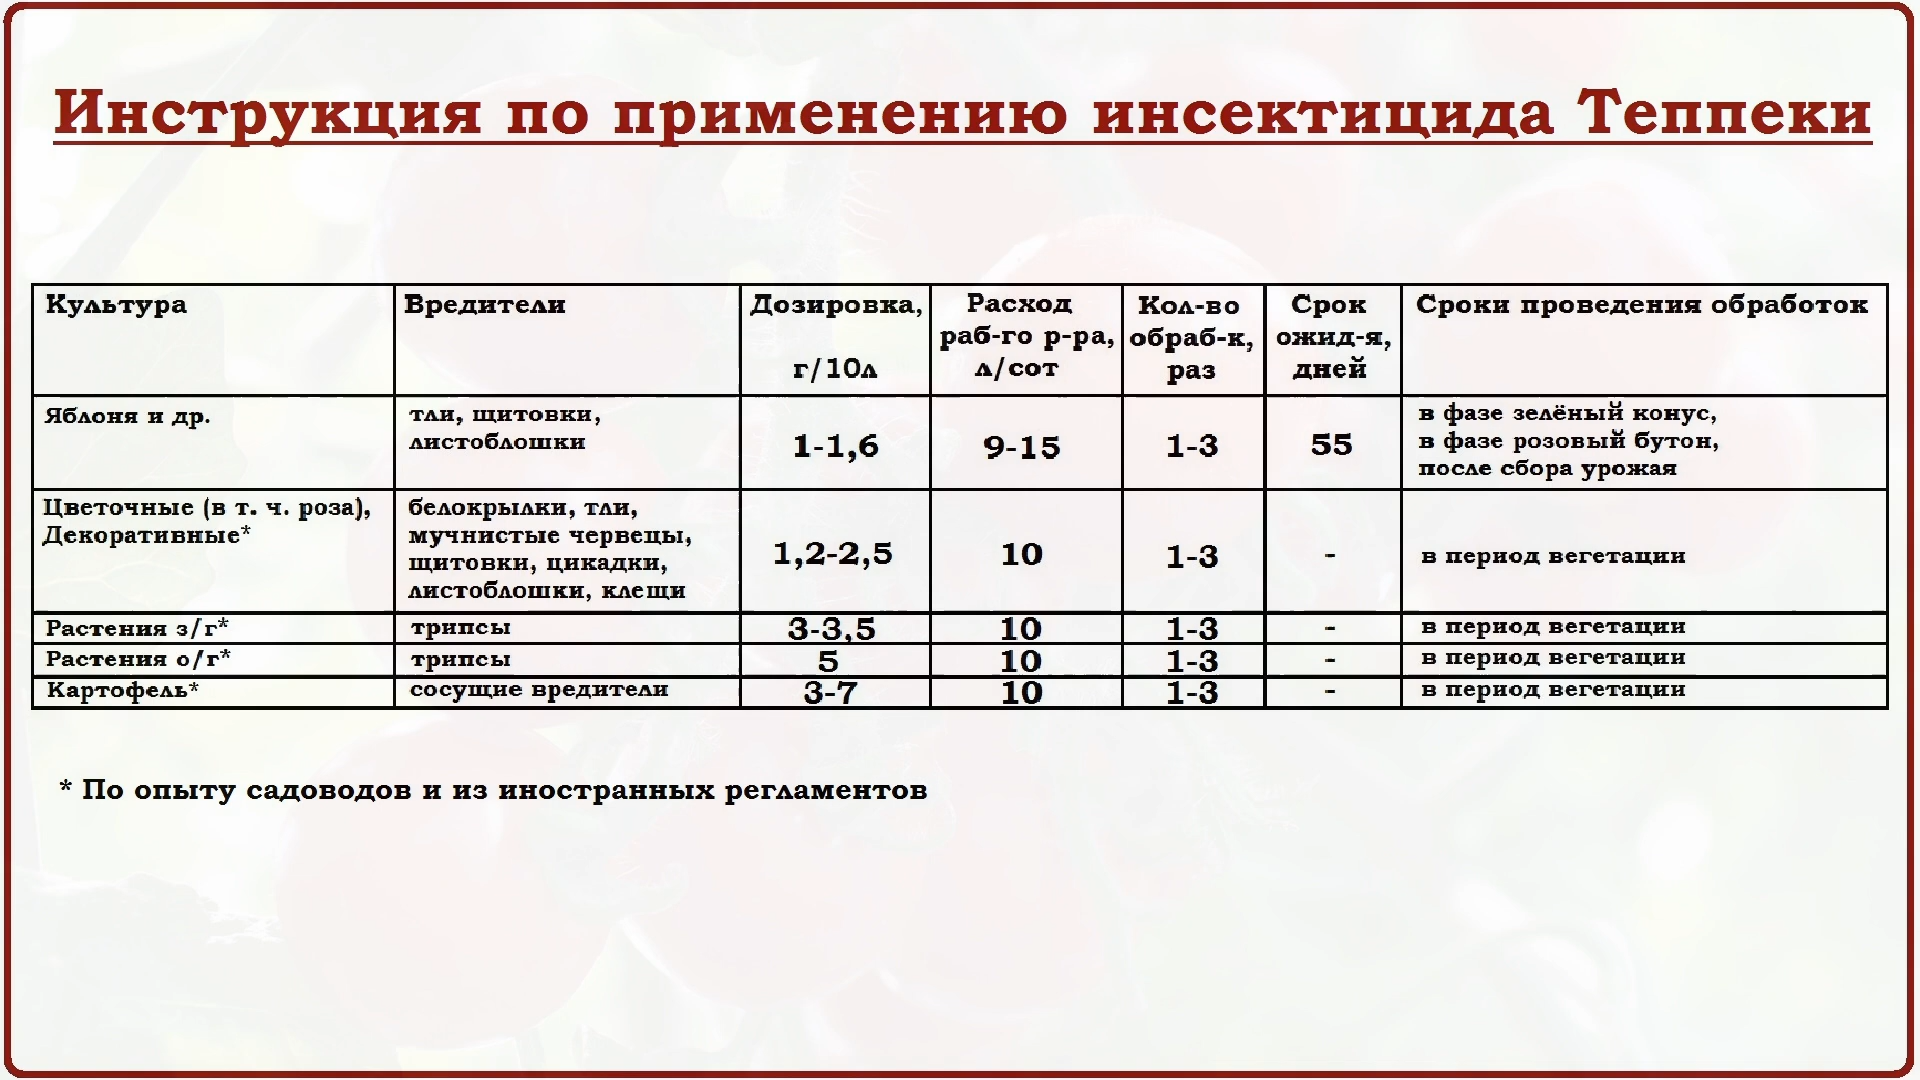 Инструкция по применению инсектицида Теппеки
Культура
Вредители
Дозировка,
г/10л
Расход
раб-го р-ра,
л/сот
Кол-во
обраб-к,
раз
Срок
ожид-я,
дней
Сроки проведения обработок
Яблоня и др.
тли, щитовки,
листоблошки
1-1,6
9-15
1-3
55
в фазе зелёный конус,
в фазе розовый бутон,
после сбора урожая
Цветочные (в т. ч. роза),
Декоративные*
белокрылки, тли,
мучнистые червецы,
щитовки, цикадки,
листоблошки, клещи
1,2-2,5
10
1-3
-
в период вегетации
Растения з/г*
трипсы
3-3,5
10
1-3
-
в период вегетации
Растения о/г*
трипсы
5
10
1-3
-
в период вегетации
Картофель*
сосущие вредители
3-7
10
1-3
-
в период вегетации
* По опыту садоводов и из иностранных регламентов